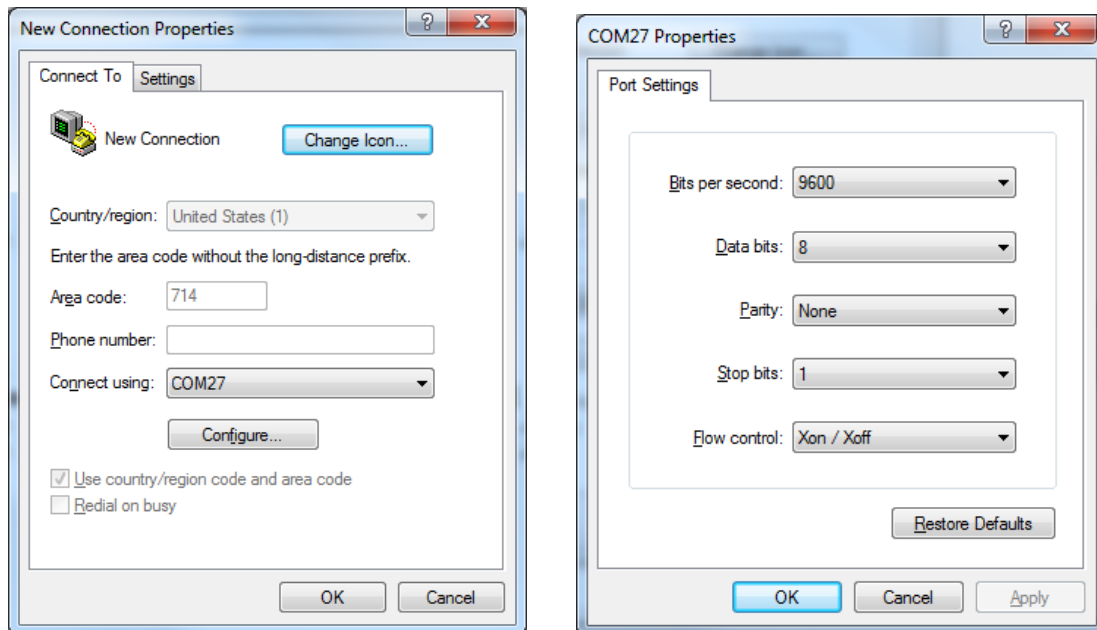 New Connection Properties
?
X
Connect To
Settings
New Connection
Change Icon...
Country/region: United States (1)
Enter the area code without the long-distance prefix.
Area code: 714
Phone number:
Connect using: COM27
Configure...
Use country/region code and area code
Redial on busy
OK
Cancel
COM27 Properties
?
X
Port Settings
Bits per second: 9600
Data bits: 8
Parity: None
Stop bits: 1
Flow control: Xon / Xoff
Restore Defaults
OK
Cancel
Apply